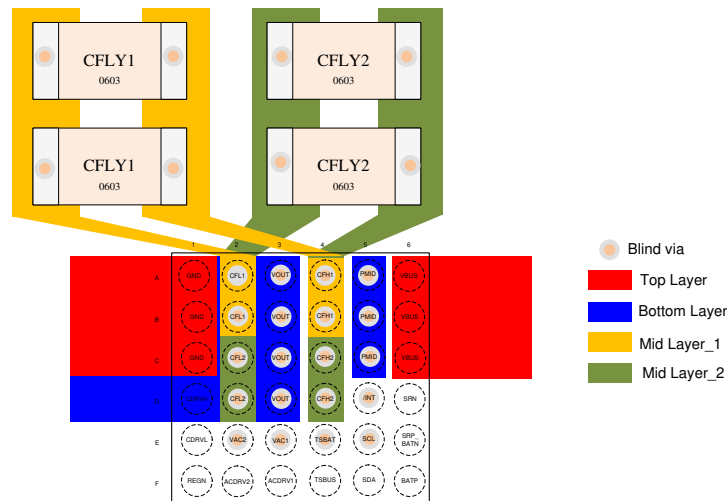 CFLY1
0603
CFLY2
0603
CFLY1
0603
CFLY2
0603
1 2 3 4 5 6
A GND CFL1 VOUT CFH1 PMID VBUS
B GND CFL1 VOUT CFH1 PMID VBUS
C GND CFL2 VOUT CFH2 PMID VBUS
D CDRVH CFL2 VOUT CFH2 /INT SRN
E CDRVL VAC2 VAC1 TSBAT SCL SRP_
BATN
F REGN ACDRV2 ACDRV1 TSBUS SDA BATP
Blind via
Top Layer
Bottom Layer
Mid Layer_1
Mid Layer_2